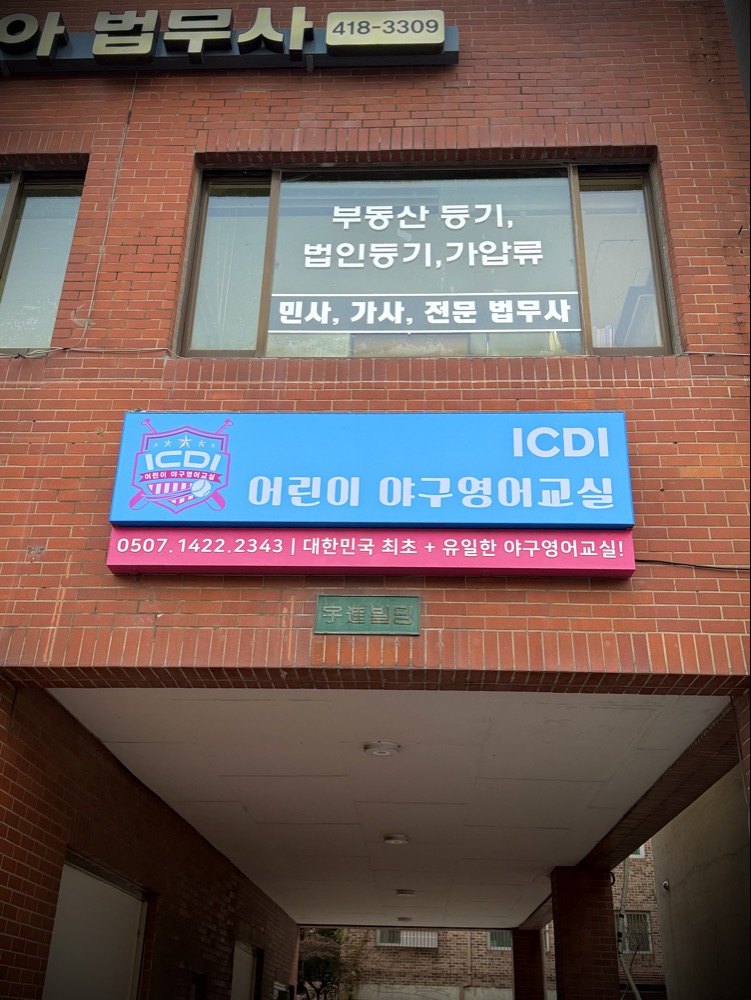 아 법무사 418-3309
부동산 등기,
법인등기,가압류
민사, 가사, 전문 법무사
ICDI
ICDI
어린이 야구영어교실
어린이 야구영어교실
0507.1422.2343 | 대한민국 최초 + 유일한 야구영어교실!
宇進빌딩